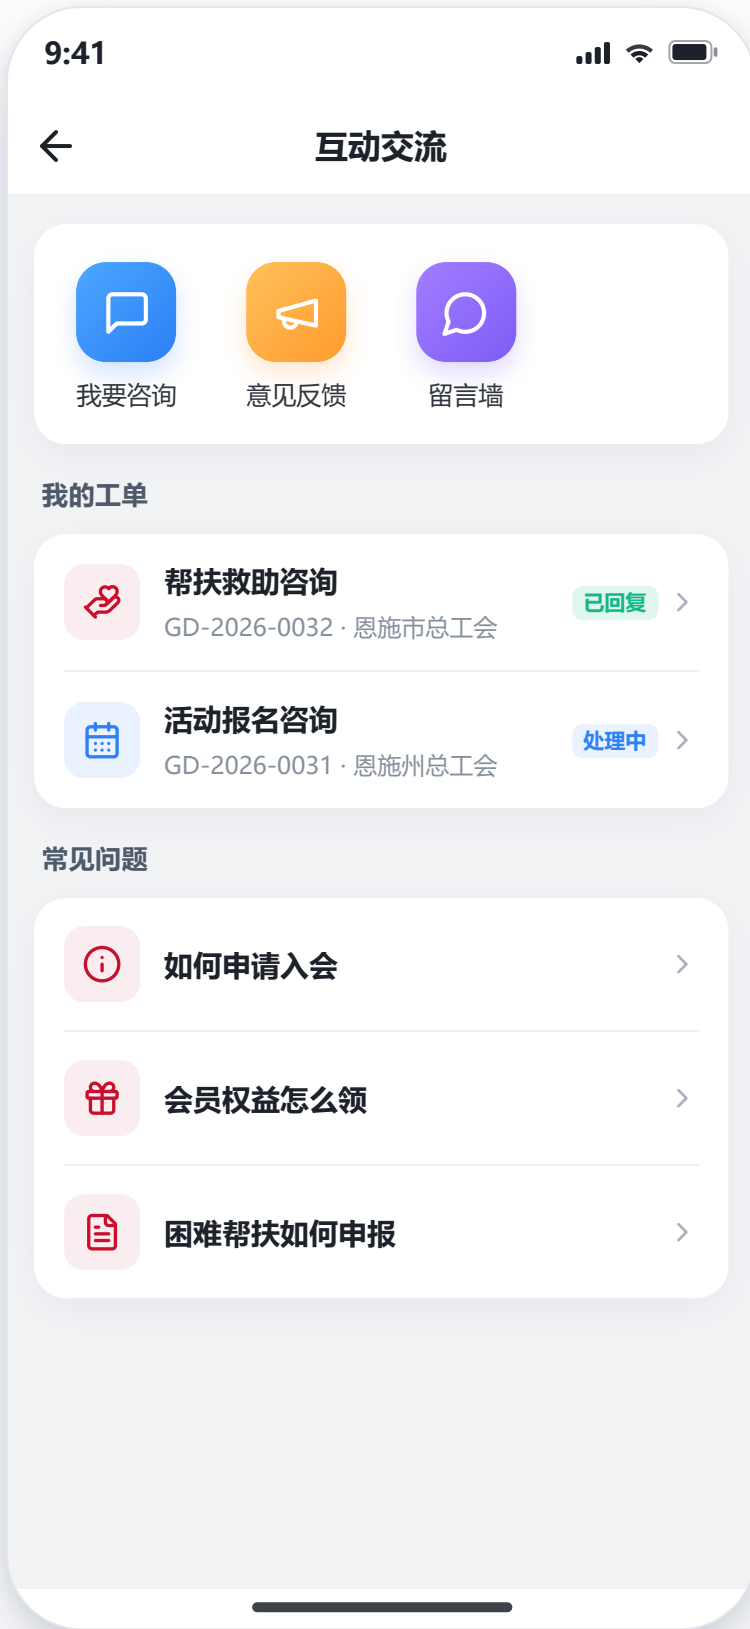 9:41
互动交流
我要咨询
意见反馈
留言墙
我的工单
帮扶救助咨询
GD-2026-0032 · 恩施市总工会
已回复
活动报名咨询
GD-2026-0031 · 恩施州总工会
处理中
常见问题
如何申请入会
会员权益怎么领
困难帮扶如何申报